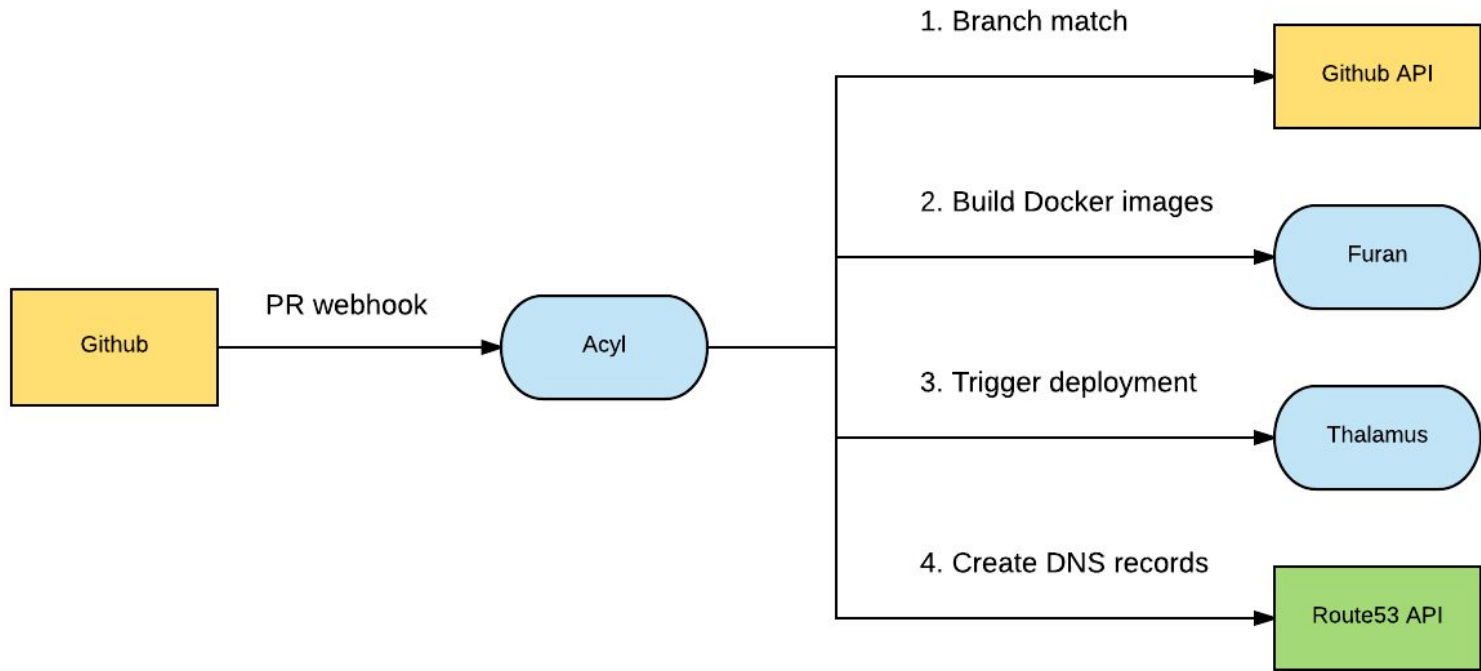 1. Branch match
Github API
2. Build Docker images
Furan
PR webhook
Github
Acyl
3. Trigger deployment
Thalamus
4. Create DNS records
Route53 API